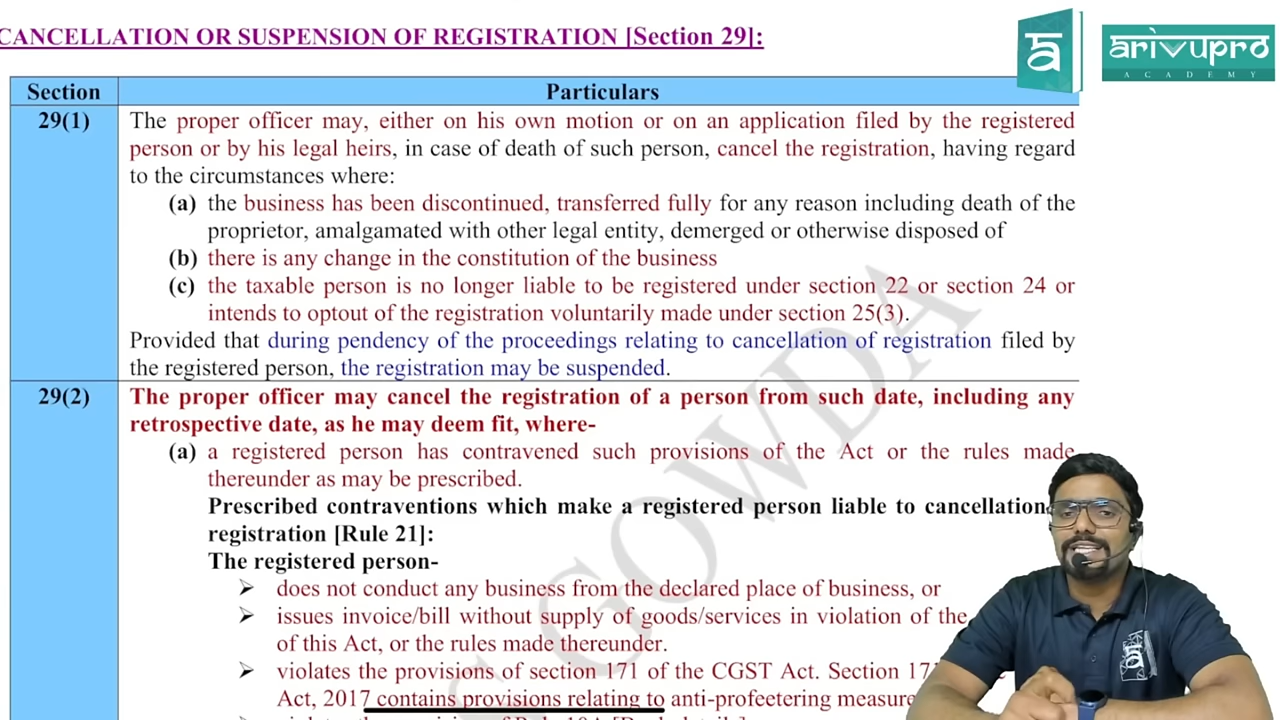 CANCELLATION OR SUSPENSION OF REGISTRATION [Section 29]:
arivupro
ACADEMY
Section Particulars
29(1) The proper officer may, either on his own motion or on an application filed by the registered
person or by his legal heirs, in case of death of such person, cancel the registration, having regard
to the circumstances where:
(a) the business has been discontinued, transferred fully for any reason including death of the
proprietor, amalgamated with other legal entity, demerged or otherwise disposed of
(b) there is any change in the constitution of the business
(c) the taxable person is no longer liable to be registered under section 22 or section 24 or
intends to optout of the registration voluntarily made under section 25(3).
Provided that during pendency of the proceedings relating to cancellation of registration filed by
the registered person, the registration may be suspended.
29(2) The proper officer may cancel the registration of a person from such date, including any
retrospective date, as he may deem fit, where-
(a) a registered person has contravened such provisions of the Act or the rules made
thereunder as may be prescribed.
Prescribed contraventions which make a registered person liable to cancellation
registration [Rule 21]:
The registered person-
➢ does not conduct any business from the declared place of business, or
➢ issues invoice/bill without supply of goods/services in violation of the
of this Act, or the rules made thereunder.
➢ violates the provisions of section 171 of the CGST Act. Section
Act, 2017 contains provisions relating to anti-profeetering
GOWDA